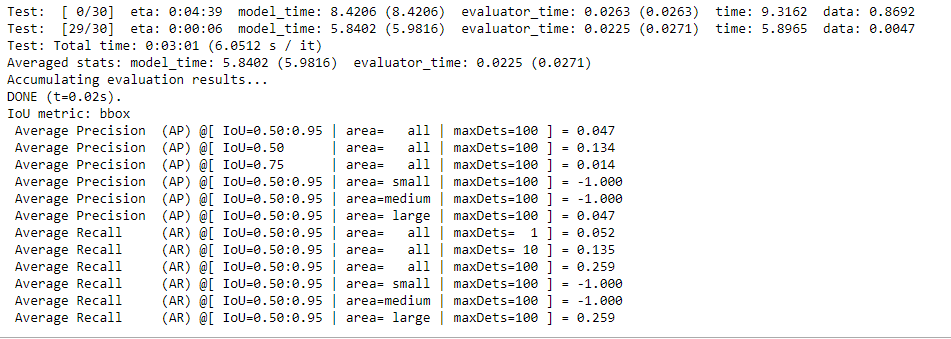 Test:  [ 0/30]  eta: 0:04:39  model_time: 8.4206 (8.4206)  evaluator_time: 0.0263 (0.0263)  time: 9.3162  data: 0.8692
Test:  [29/30]  eta: 0:00:06  model_time: 5.8402 (5.9816)  evaluator_time: 0.0225 (0.0271)  time: 5.8965  data: 0.0047
Test: Total time: 0:03:01 (6.0512 s / it)
Averaged stats: model_time: 5.8402 (5.9816)  evaluator_time: 0.0225 (0.0271)
Accumulating evaluation results...
DONE (t=0.02s).
IoU metric: bbox
 Average Precision  (AP) @[ IoU=0.50:0.95 | area=   all | maxDets=100 ] = 0.047
 Average Precision  (AP) @[ IoU=0.50      | area=   all | maxDets=100 ] = 0.134
 Average Precision  (AP) @[ IoU=0.75      | area=   all | maxDets=100 ] = 0.014
 Average Precision  (AP) @[ IoU=0.50:0.95 | area= small | maxDets=100 ] = -1.000
 Average Precision  (AP) @[ IoU=0.50:0.95 | area=medium | maxDets=100 ] = -1.000
 Average Precision  (AP) @[ IoU=0.50:0.95 | area= large | maxDets=100 ] = 0.047
 Average Recall     (AR) @[ IoU=0.50:0.95 | area=   all | maxDets=  1 ] = 0.052
 Average Recall     (AR) @[ IoU=0.50:0.95 | area=   all | maxDets= 10 ] = 0.135
 Average Recall     (AR) @[ IoU=0.50:0.95 | area=   all | maxDets=100 ] = 0.259
 Average Recall     (AR) @[ IoU=0.50:0.95 | area= small | maxDets=100 ] = -1.000
 Average Recall     (AR) @[ IoU=0.50:0.95 | area=medium | maxDets=100 ] = -1.000
 Average Recall     (AR) @[ IoU=0.50:0.95 | area= large | maxDets=100 ] = 0.259